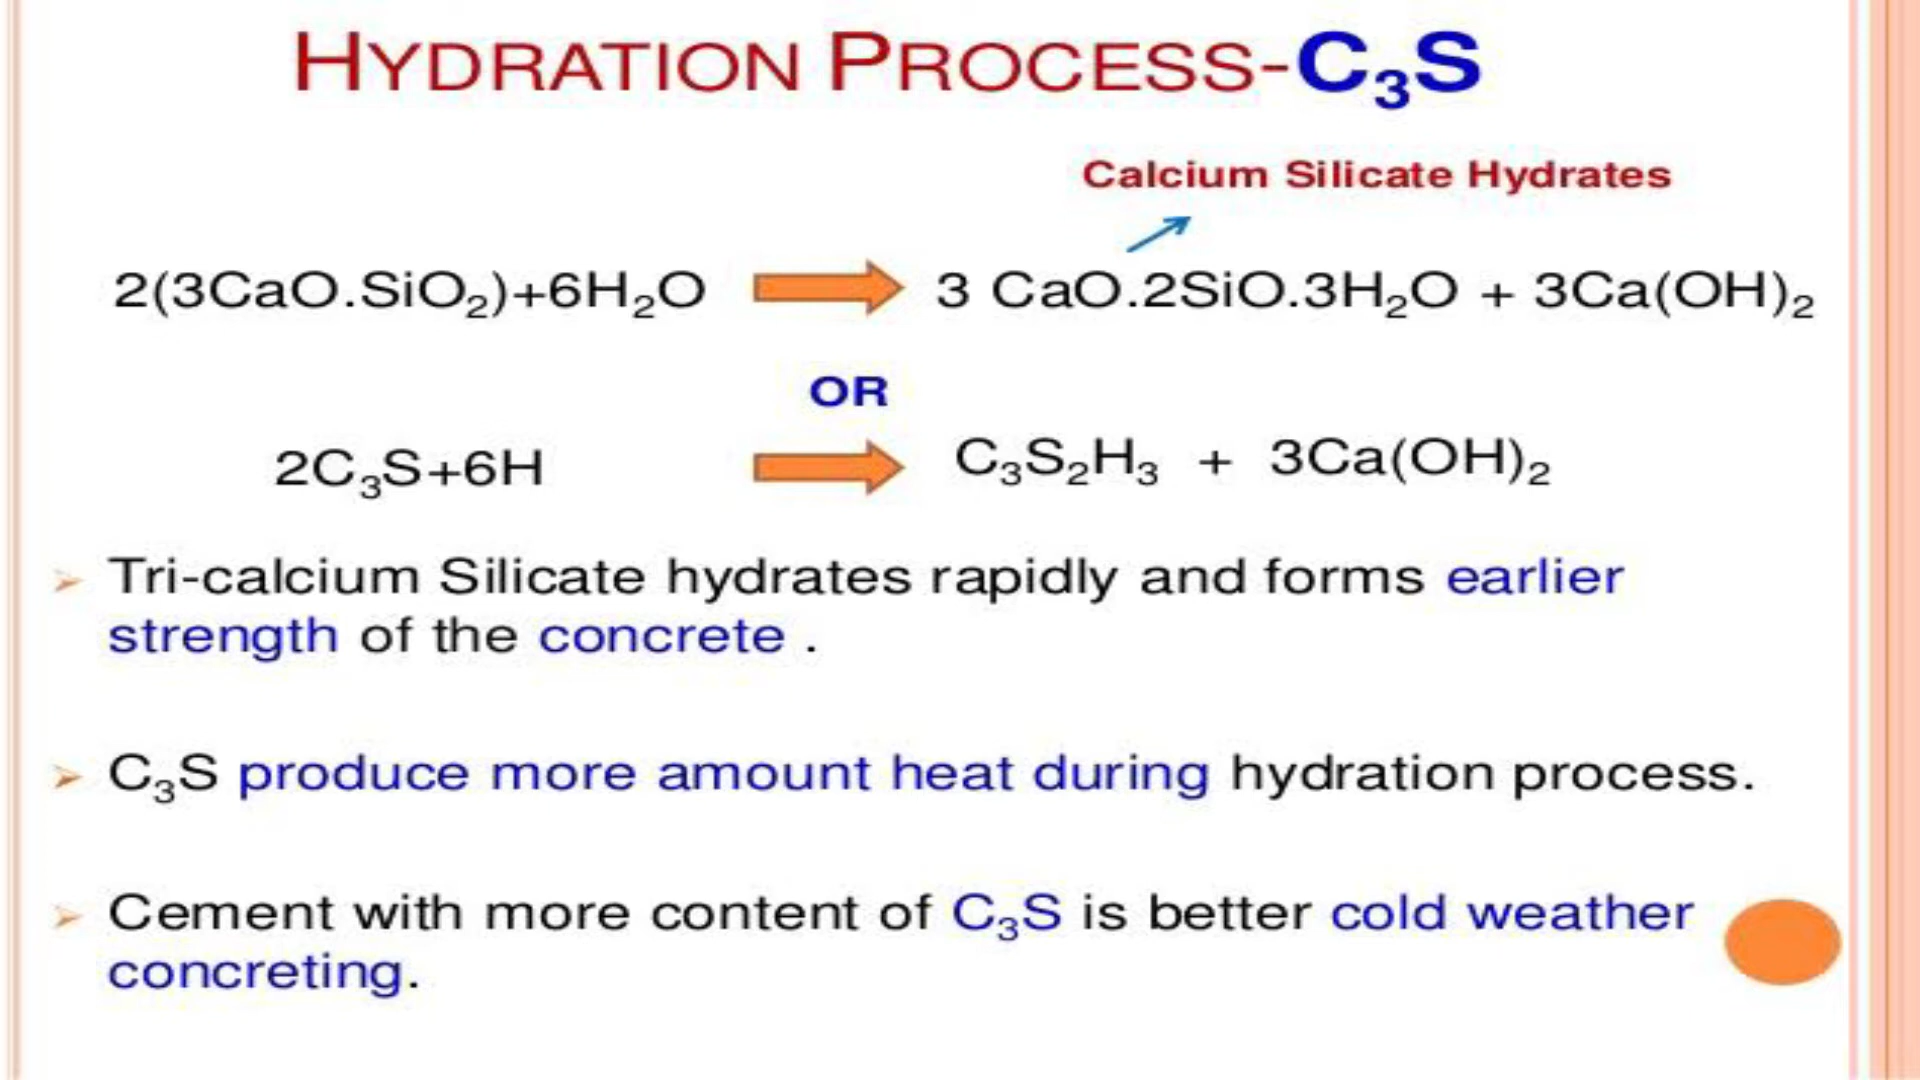 HYDRATION PROCESS-C₃S
Calcium Silicate Hydrates
2(3CaO.SiO₂)+6H₂O 3 CaO.2SiO.3H₂O + 3Ca(OH)₂
OR
2C₃S+6H C₃S₂H₃ + 3Ca(OH)₂
Tri-calcium Silicate hydrates rapidly and forms earlier
strength of the concrete .
C₃S produce more amount heat during hydration process.
Cement with more content of C₃S is better cold weather
concreting.